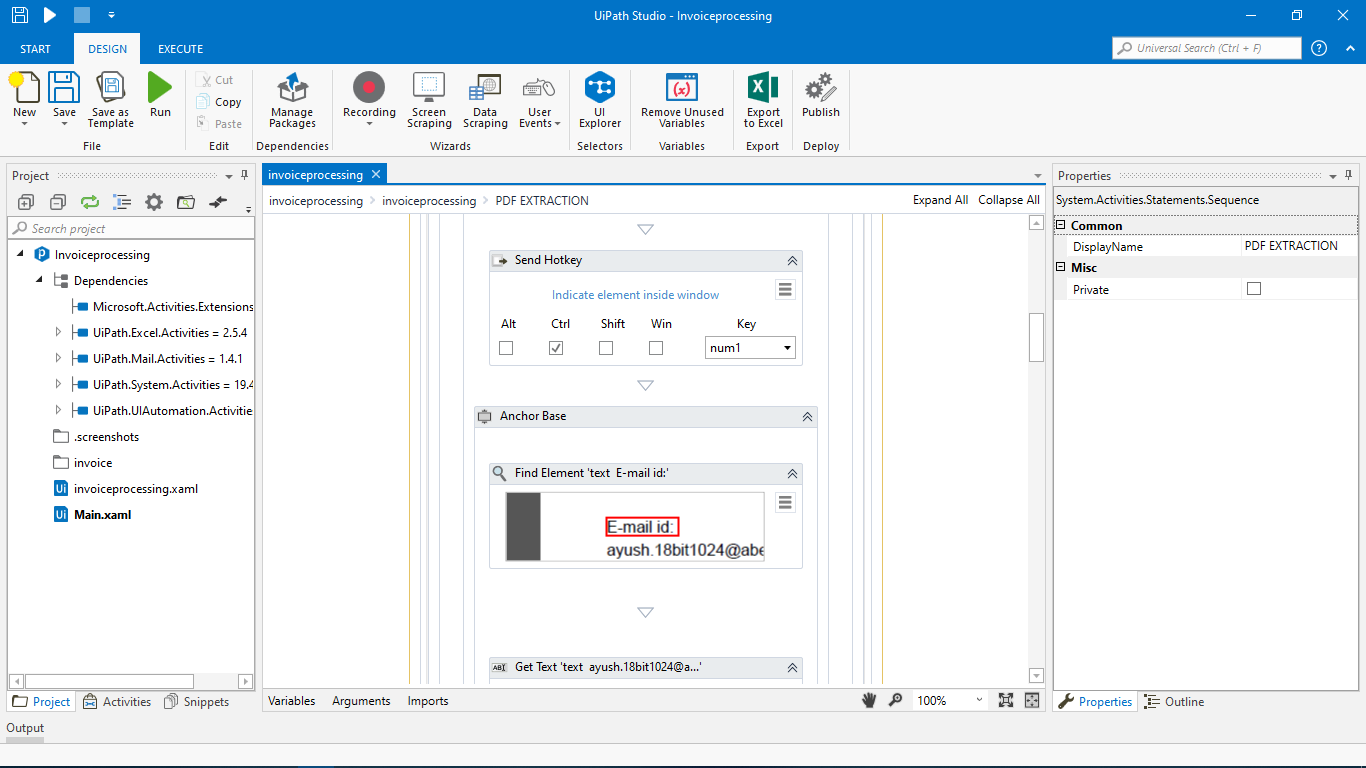 UiPath Studio - Invoiceprocessing
START DESIGN EXECUTE
Universal Search (Ctrl + F)
New Save Save as Template Run
Cut
Copy
Paste
Manage Packages
Recording Screen Scraping Data Scraping User Events
UI Explorer
Remove Unused Variables
Export to Excel
Publish
File Edit Dependencies Wizards Selectors Variables Export Deploy
Project
Search project
Invoiceprocessing
Dependencies
Microsoft.Activities.Extensions
UiPath.Excel.Activities = 2.5.4
UiPath.Mail.Activities = 1.4.1
UiPath.System.Activities = 19.4
UiPath.UIAutomation.Activitie
.screenshots
invoice
invoiceprocessing.xaml
Main.xaml
Project Activities Snippets
Output
invoiceprocessing
invoiceprocessing > invoiceprocessing > PDF EXTRACTION
Expand All Collapse All
Send Hotkey
Indicate element inside window
Alt Ctrl Shift Win Key
num1
Anchor Base
Find Element 'text E-mail id:'
E-mail id:
ayush.18bit1024@abe
Get Text 'text ayush.18bit1024@a...'
Variables Arguments Imports
100%
Properties
System.Activities.Statements.Sequence
Common
DisplayName PDF EXTRACTION
Misc
Private
Properties Outline